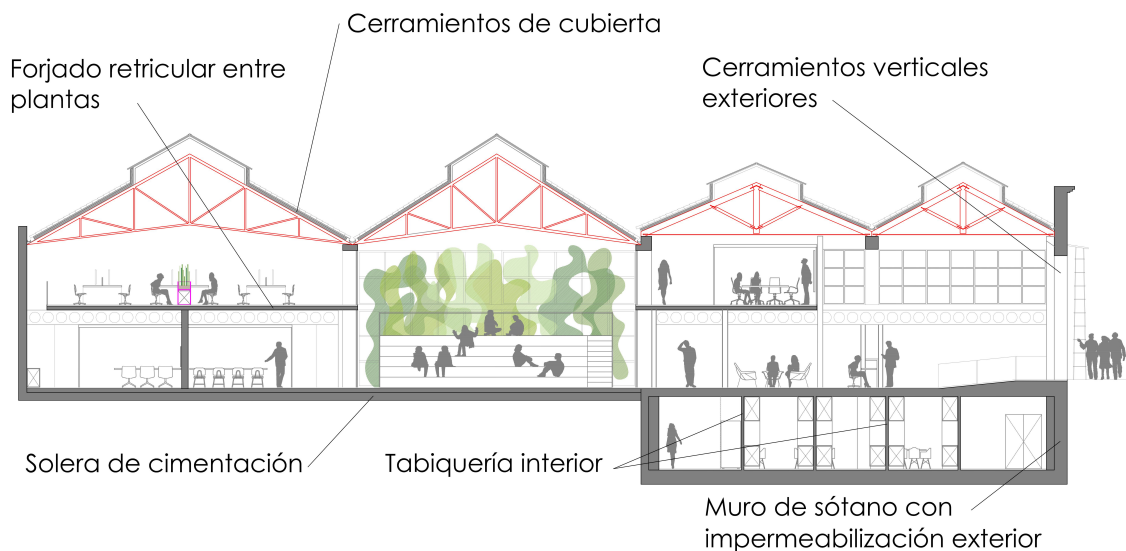 Cerramientos de cubierta
Forjado retricular entre
plantas
Cerramientos verticales
exteriores
Solera de cimentación
Tabiquería interior
Muro de sótano con
impermeabilización exterior